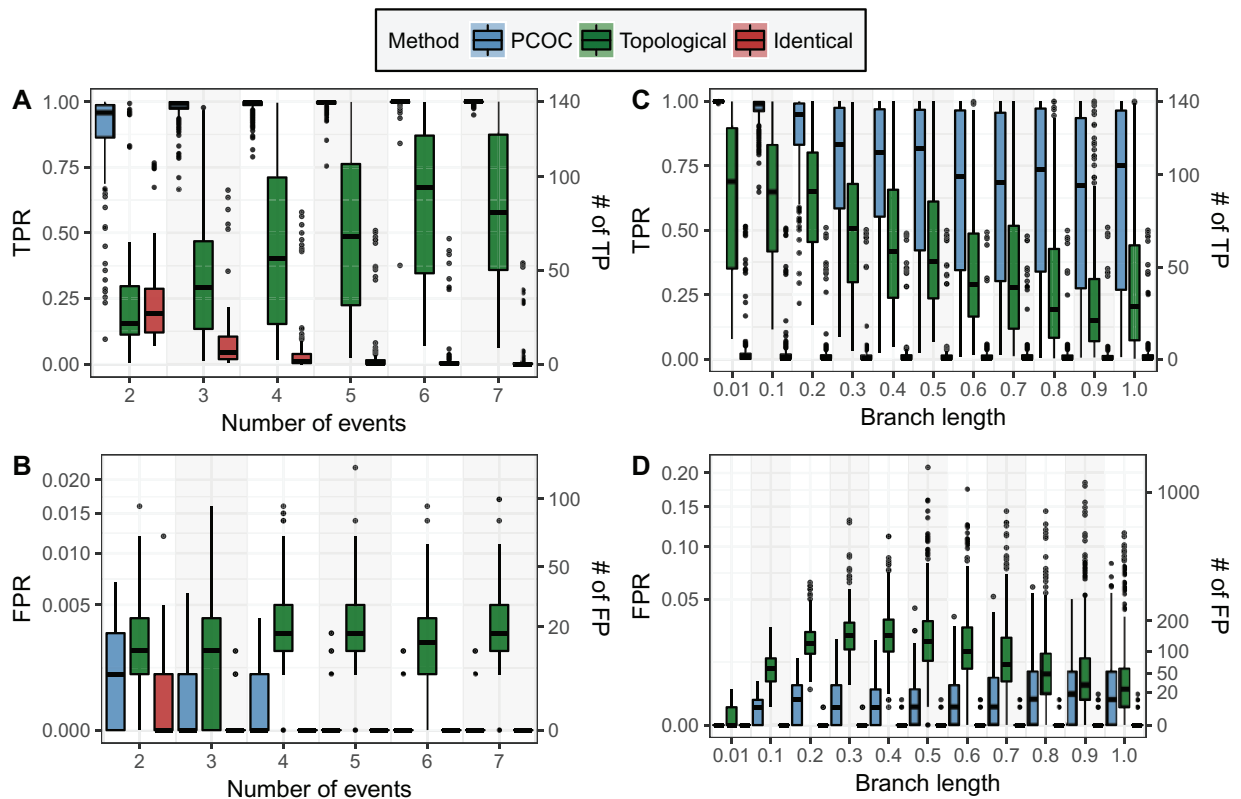 Method PCOC Topological Identical
A
1.00
0.75
0.50
0.25
0.00
TPR
140
100
50
0
# of TP
2 3 4 5 6 7
Number of events
C
1.00
0.75
0.50
0.25
0.00
TPR
140
100
50
0
# of TP
0.01 0.1 0.2 0.3 0.4 0.5 0.6 0.7 0.8 0.9 1.0
Branch length
B
0.020
0.015
0.010
0.005
0.000
FPR
100
50
20
0
# of FP
2 3 4 5 6 7
Number of events
D
0.20
0.15
0.10
0.05
0.00
FPR
1000
200
100
50
20
0
# of FP
0.01 0.1 0.2 0.3 0.4 0.5 0.6 0.7 0.8 0.9 1.0
Branch length